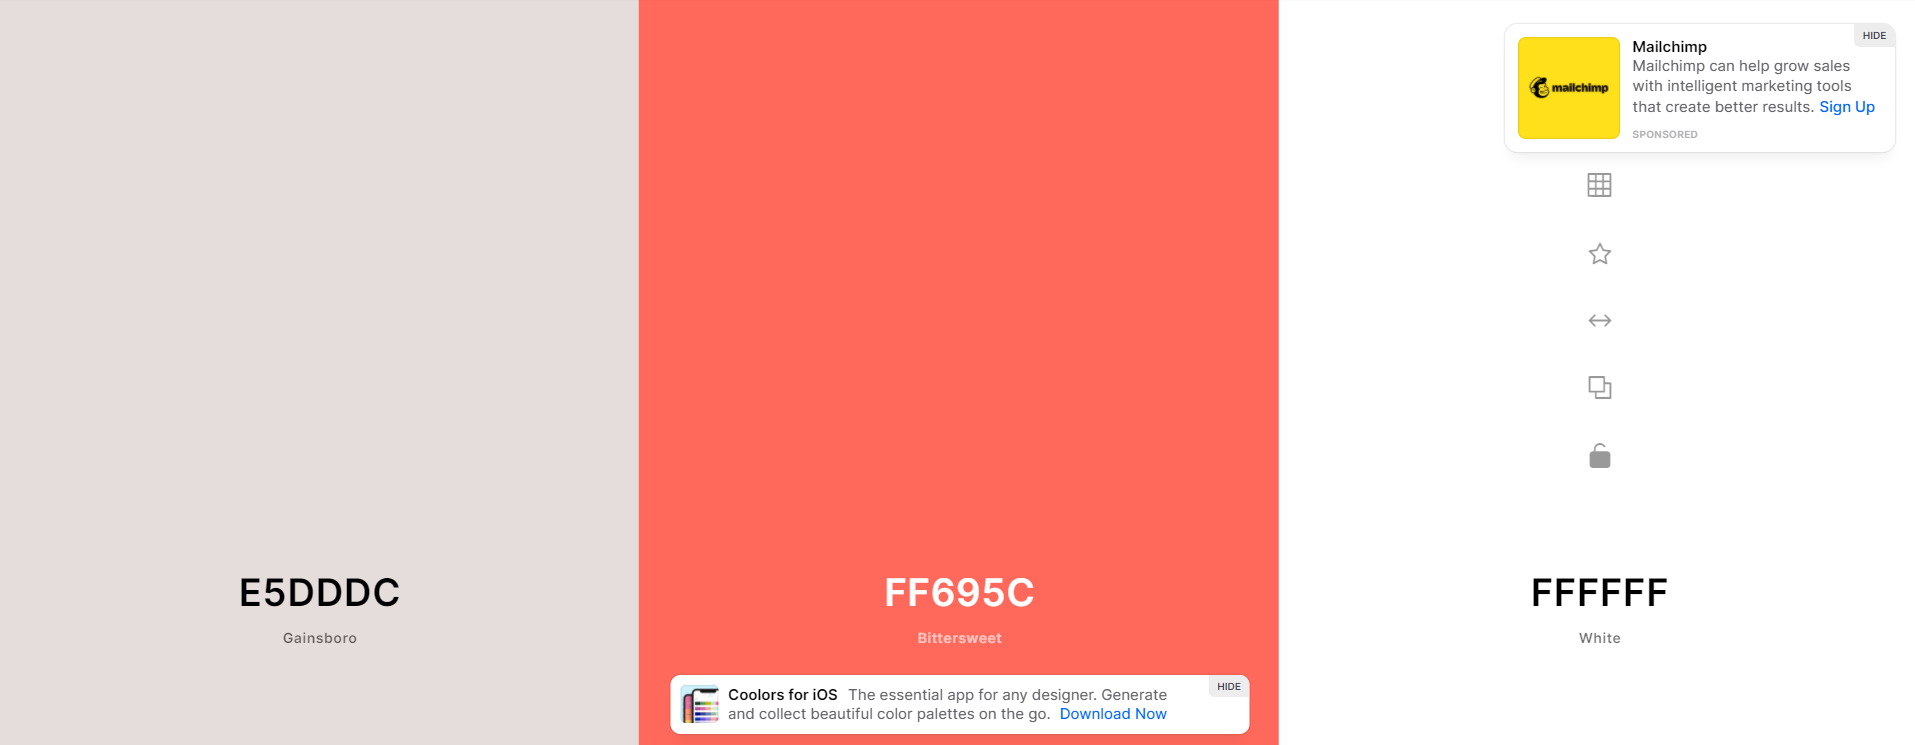 E5DDDC
Gainsboro
FF695C
Bittersweet
Coolors for iOS The essential app for any designer. Generate
and collect beautiful color palettes on the go. Download Now
HIDE
HIDE
mailchimp
Mailchimp
Mailchimp can help grow sales
with intelligent marketing tools
that create better results. Sign Up
SPONSORED
FFFFFF
White